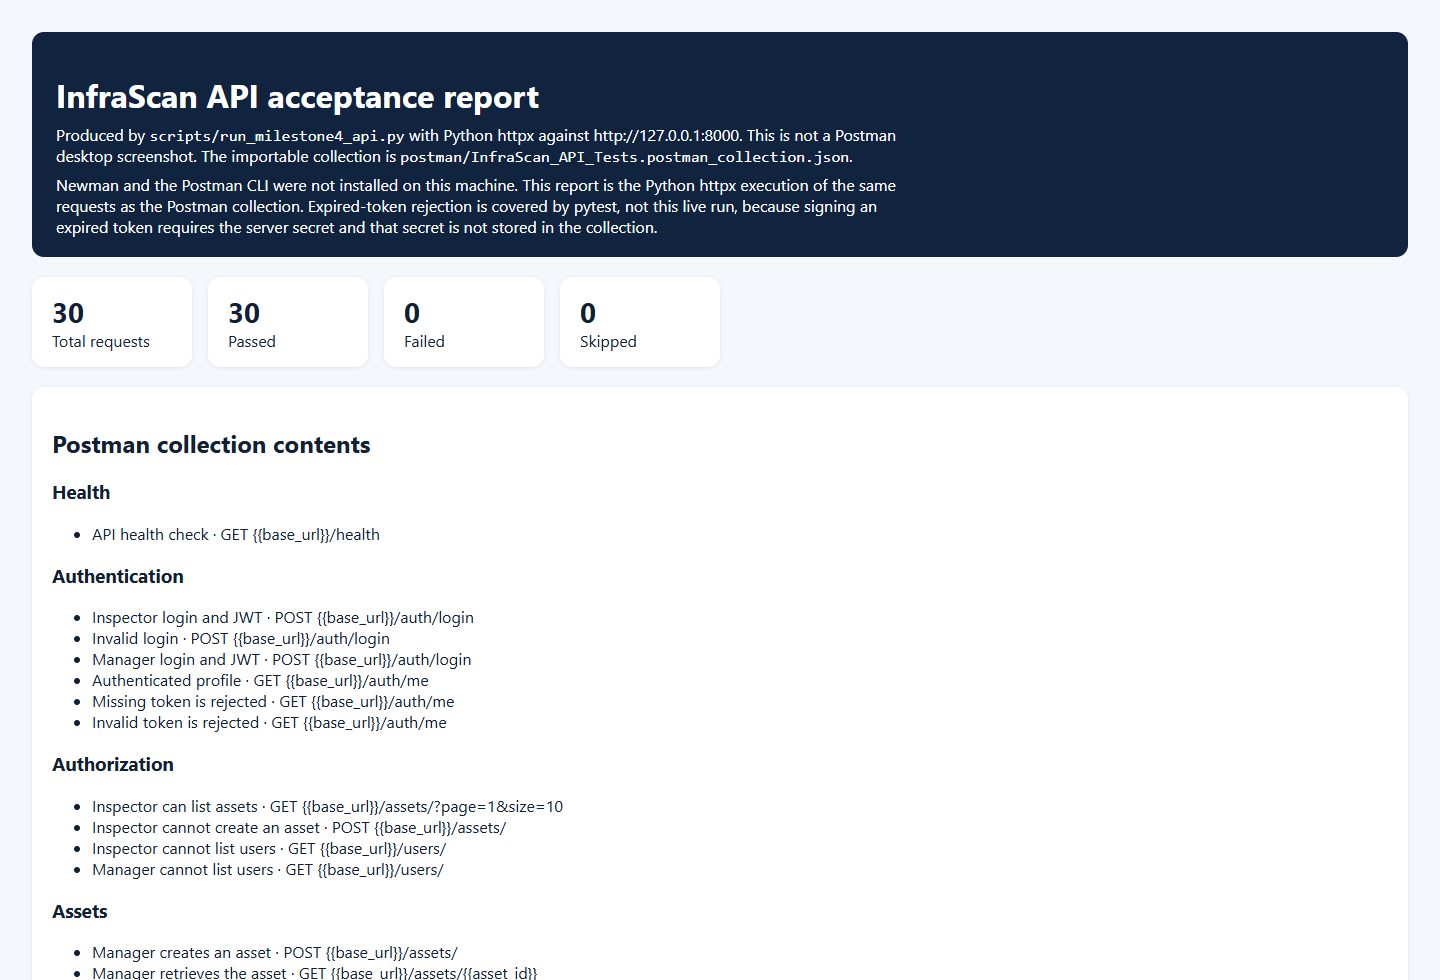 InfraScan API acceptance report
Produced by scripts/run_milestone4_api.py with Python httpx against http://127.0.0.1:8000. This is not a Postman
desktop screenshot. The importable collection is postman/InfraScan_API_Tests.postman_collection.json.
Newman and the Postman CLI were not installed on this machine. This report is the Python httpx execution of the same
requests as the Postman collection. Expired-token rejection is covered by pytest, not this live run, because signing an
expired token requires the server secret and that secret is not stored in the collection.
30
Total requests
30
Passed
0
Failed
0
Skipped
Postman collection contents
Health
• API health check · GET {{base_url}}/health
Authentication
• Inspector login and JWT · POST {{base_url}}/auth/login
• Invalid login · POST {{base_url}}/auth/login
• Manager login and JWT · POST {{base_url}}/auth/login
• Authenticated profile · GET {{base_url}}/auth/me
• Missing token is rejected · GET {{base_url}}/auth/me
• Invalid token is rejected · GET {{base_url}}/auth/me
Authorization
• Inspector can list assets · GET {{base_url}}/assets/?page=1&size=10
• Inspector cannot create an asset · POST {{base_url}}/assets/
• Inspector cannot list users · GET {{base_url}}/users/
• Manager cannot list users · GET {{base_url}}/users/
Assets
• Manager creates an asset · POST {{base_url}}/assets/
• Manager retrieves the asset · GET {{base_url}}/assets/{{asset_id}}